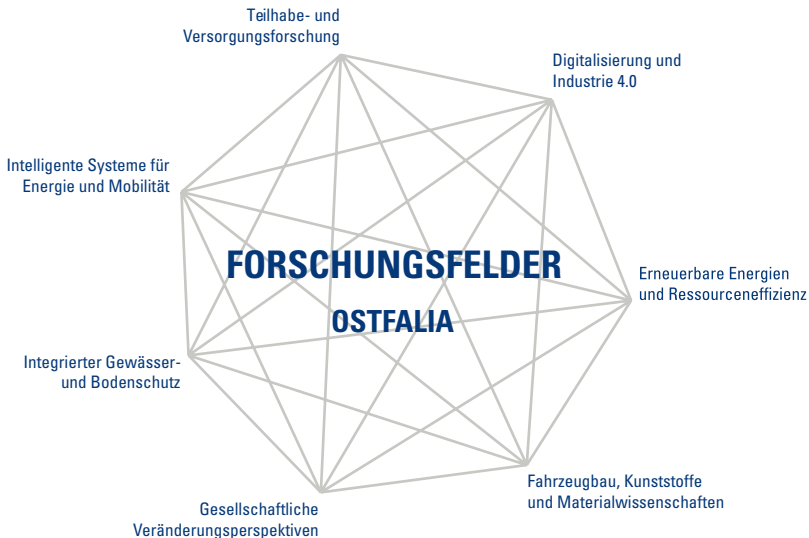 Teilhabe- und
Versorgungsforschung
Digitalisierung und
Industrie 4.0
Intelligente Systeme für
Energie und Mobilität
FORSCHUNGSFELDER
OSTFALIA
Erneuerbare Energien
und Ressourceneffizienz
Integrierter Gewässer-
und Bodenschutz
Fahrzeugbau, Kunststoffe
und Materialwissenschaften
Gesellschaftliche
Veränderungsperspektiven